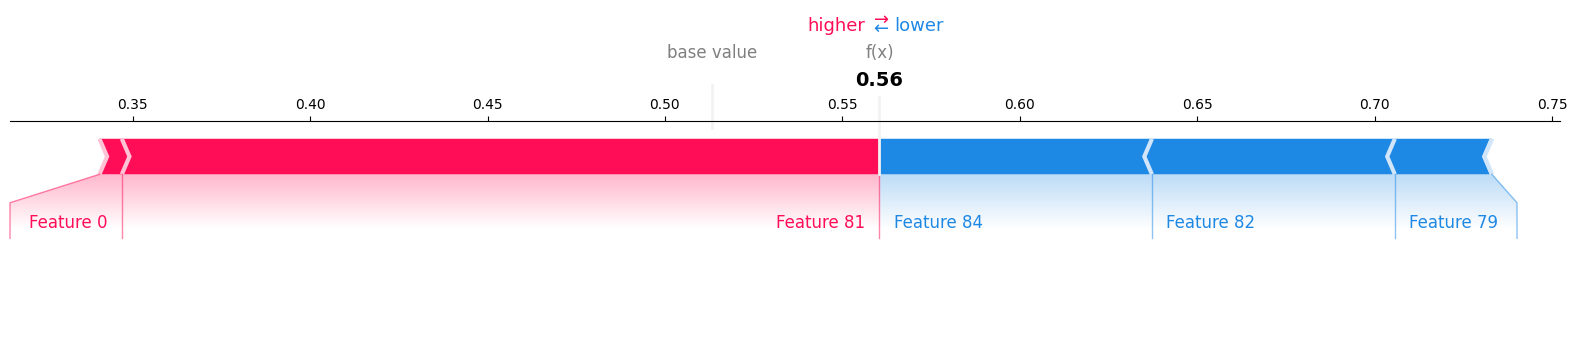 higher ⇄ lower
base value f(x)
0.56
0.35 0.40 0.45 0.50 0.55 0.60 0.65 0.70 0.75
Feature 0 Feature 81 Feature 84 Feature 82 Feature 79